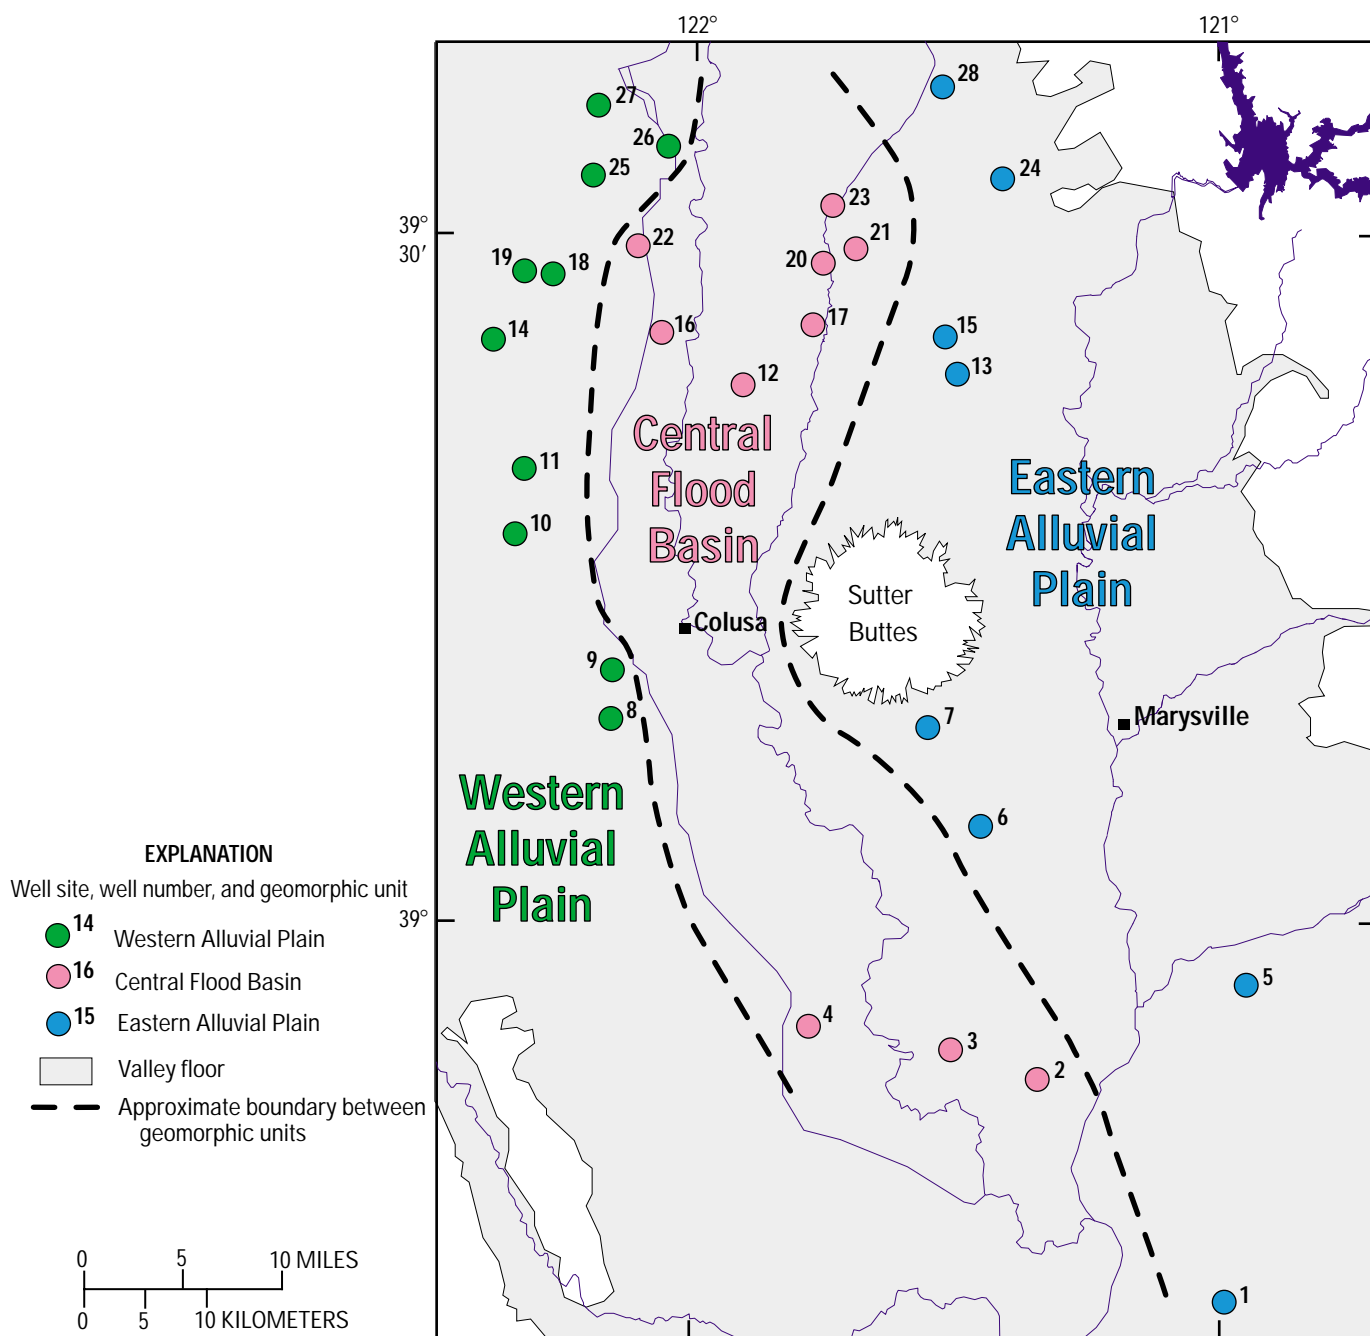 122°
121°
28
27
26
25
24
23
39°
30′
22
21
20
19
18
17
16
15
14
13
12
Central
Flood
Basin
11
Eastern
Alluvial
Plain
10
Sutter
Buttes
Colusa
9
8
7
Marysville
Western
Alluvial
Plain
6
39°
5
4
3
2
1
EXPLANATION
Well site, well number, and geomorphic unit
14 Western Alluvial Plain
16 Central Flood Basin
15 Eastern Alluvial Plain
Valley floor
Approximate boundary between
geomorphic units
0 5 10 MILES
0 5 10 KILOMETERS